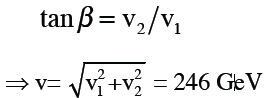 tan β = v₂/v₁
⇒ v= √v₁²+v₂² = 246 GeV